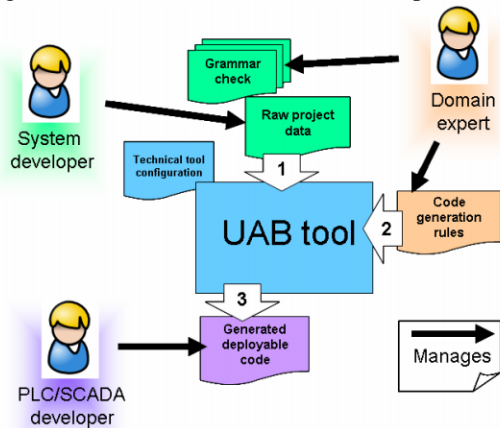 Grammar
check
Raw project
data
System
developer
Domain
expert
Technical tool
configuration
1
UAB tool
2
Code
generation
rules
3
Generated
deployable
code
PLC/SCADA
developer
Manages